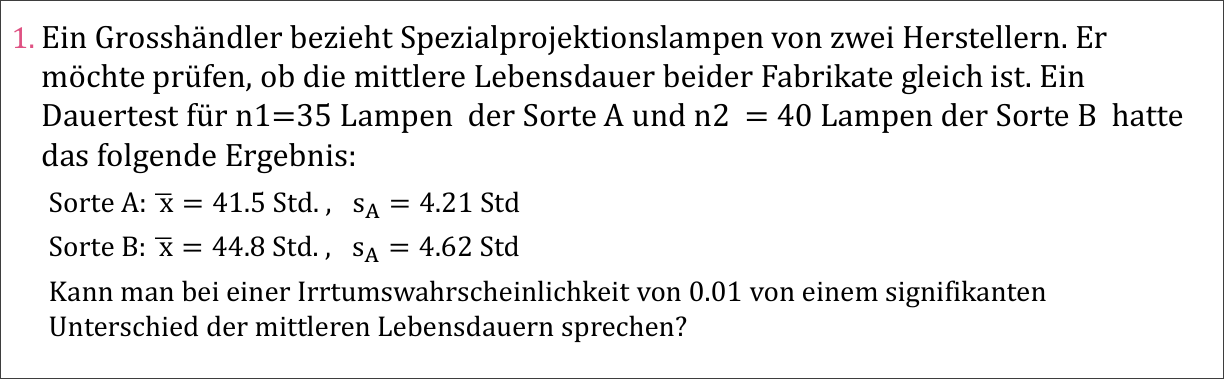 1. Ein Grosshändler bezieht Spezialprojektionslampen von zwei Herstellern. Er
möchte prüfen, ob die mittlere Lebensdauer beider Fabrikate gleich ist. Ein
Dauertest für n1=35 Lampen der Sorte A und n2 = 40 Lampen der Sorte B hatte
das folgende Ergebnis:
Sorte A: x̅ = 41.5 Std. , s_A = 4.21 Std
Sorte B: x̅ = 44.8 Std. , s_A = 4.62 Std
Kann man bei einer Irrtumswahrscheinlichkeit von 0.01 von einem signifikanten
Unterschied der mittleren Lebensdauern sprechen?